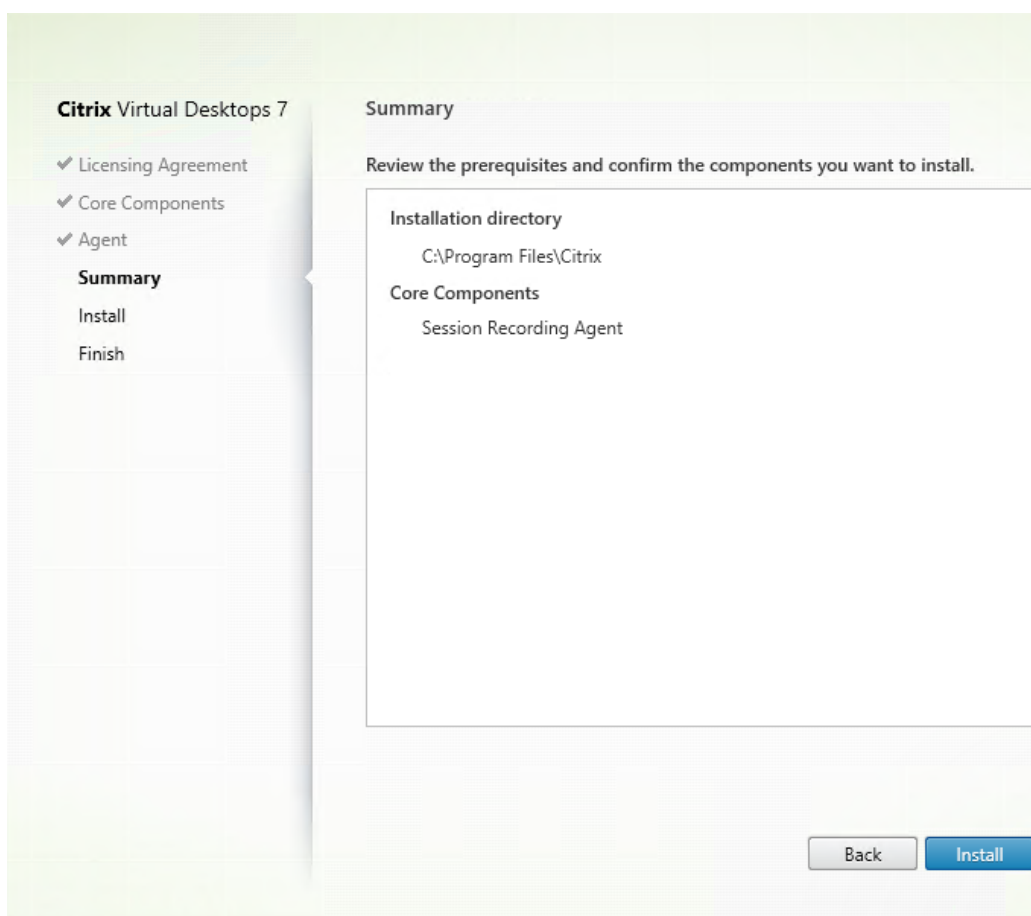 Citrix Virtual Desktops 7
Licensing Agreement
Core Components
Agent
Summary
Install
Finish
Summary
Review the prerequisites and confirm the components you want to install.
Installation directory
C:\Program Files\Citrix
Core Components
Session Recording Agent
Back
Install